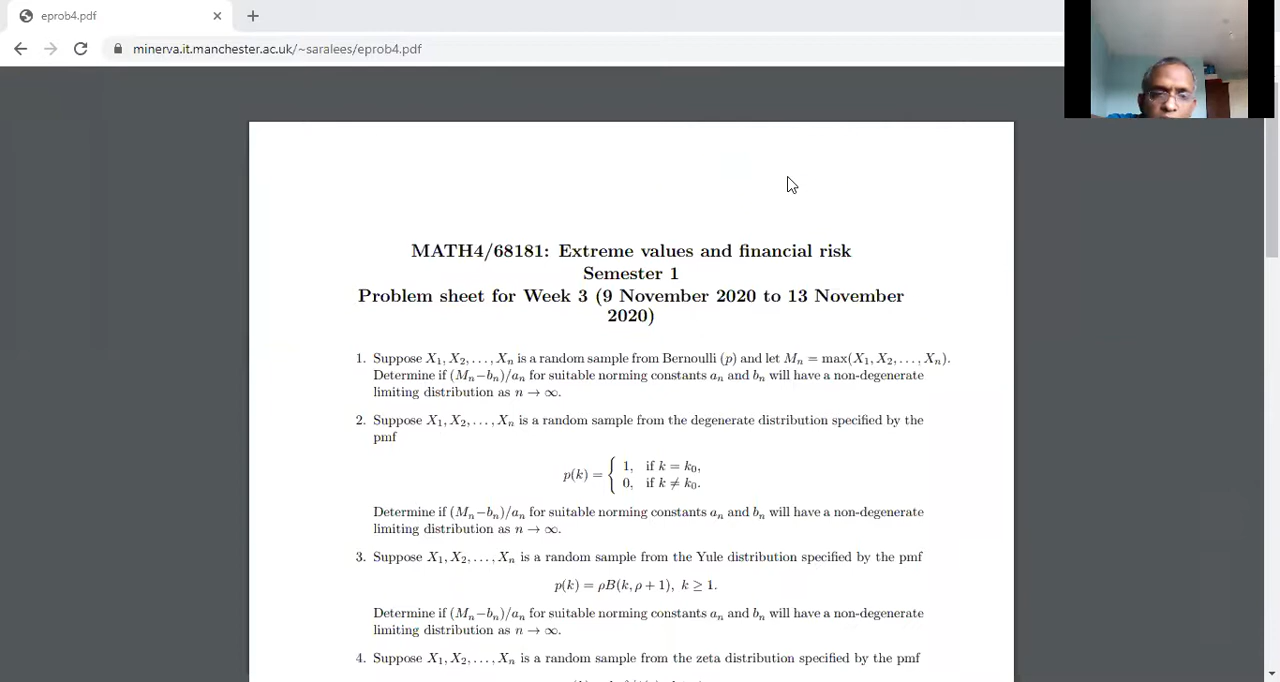 eprob4.pdf
minerva.it.manchester.ac.uk/~saralees/eprob4.pdf
MATH4/68181: Extreme values and financial risk
Semester 1
Problem sheet for Week 3 (9 November 2020 to 13 November
2020)
1. Suppose X₁, X₂, . . . , Xₙ is a random sample from Bernoulli (p) and let Mₙ = max(X₁, X₂, . . . , Xₙ).
Determine if (Mₙ−bₙ)/aₙ for suitable norming constants aₙ and bₙ will have a non-degenerate
limiting distribution as n → ∞.
2. Suppose X₁, X₂, . . . , Xₙ is a random sample from the degenerate distribution specified by the
pmf
p(k) = { 1, if k = k₀,
0, if k ≠ k₀.
Determine if (Mₙ−bₙ)/aₙ for suitable norming constants aₙ and bₙ will have a non-degenerate
limiting distribution as n → ∞.
3. Suppose X₁, X₂, . . . , Xₙ is a random sample from the Yule distribution specified by the pmf
p(k) = ρB(k, ρ + 1), k ≥ 1.
Determine if (Mₙ−bₙ)/aₙ for suitable norming constants aₙ and bₙ will have a non-degenerate
limiting distribution as n → ∞.
4. Suppose X₁, X₂, . . . , Xₙ is a random sample from the zeta distribution specified by the pmf